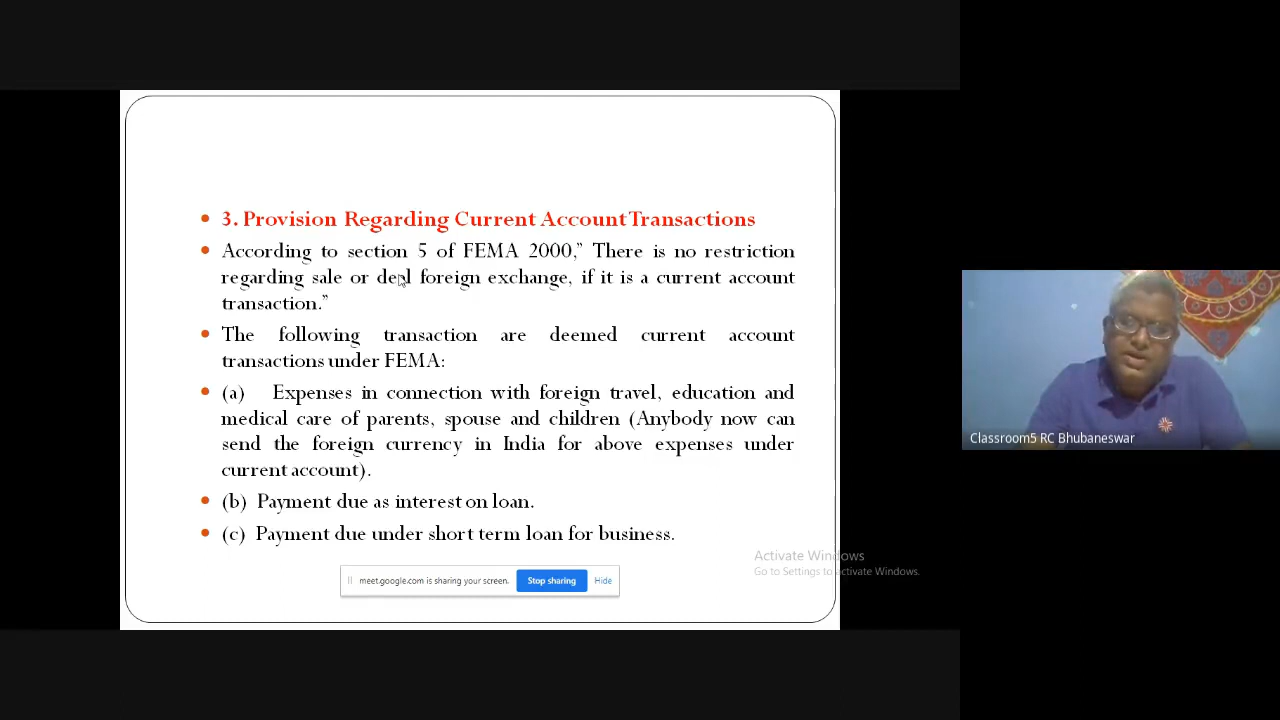 3. Provision Regarding Current Account Transactions
According to section 5 of FEMA 2000,” There is no restriction
regarding sale or deal foreign exchange, if it is a current account
transaction.”
The following transaction are deemed current account
transactions under FEMA:
(a) Expenses in connection with foreign travel, education and
medical care of parents, spouse and children (Anybody now can
send the foreign currency in India for above expenses under
current account).
(b) Payment due as interest on loan.
(c) Payment due under short term loan for business.
Activate Windows
Go to Settings to activate Windows.
meet.google.com is sharing your screen. Stop sharing Hide
Classroom5 RC Bhubaneswar